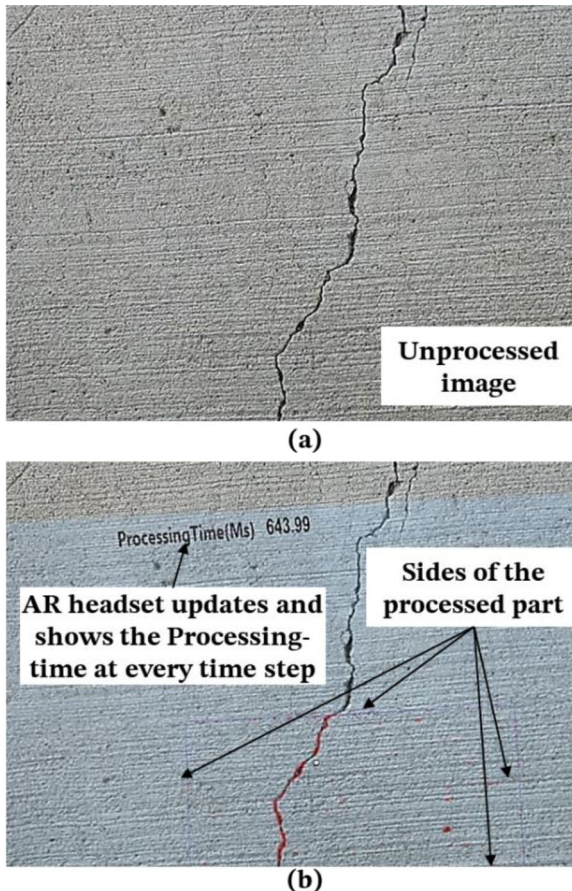 Unprocessed
image
(a)
ProcessingTime(Ms) 643.99
AR headset updates and
shows the Processing-
time at every time step
Sides of the
processed part
(b)